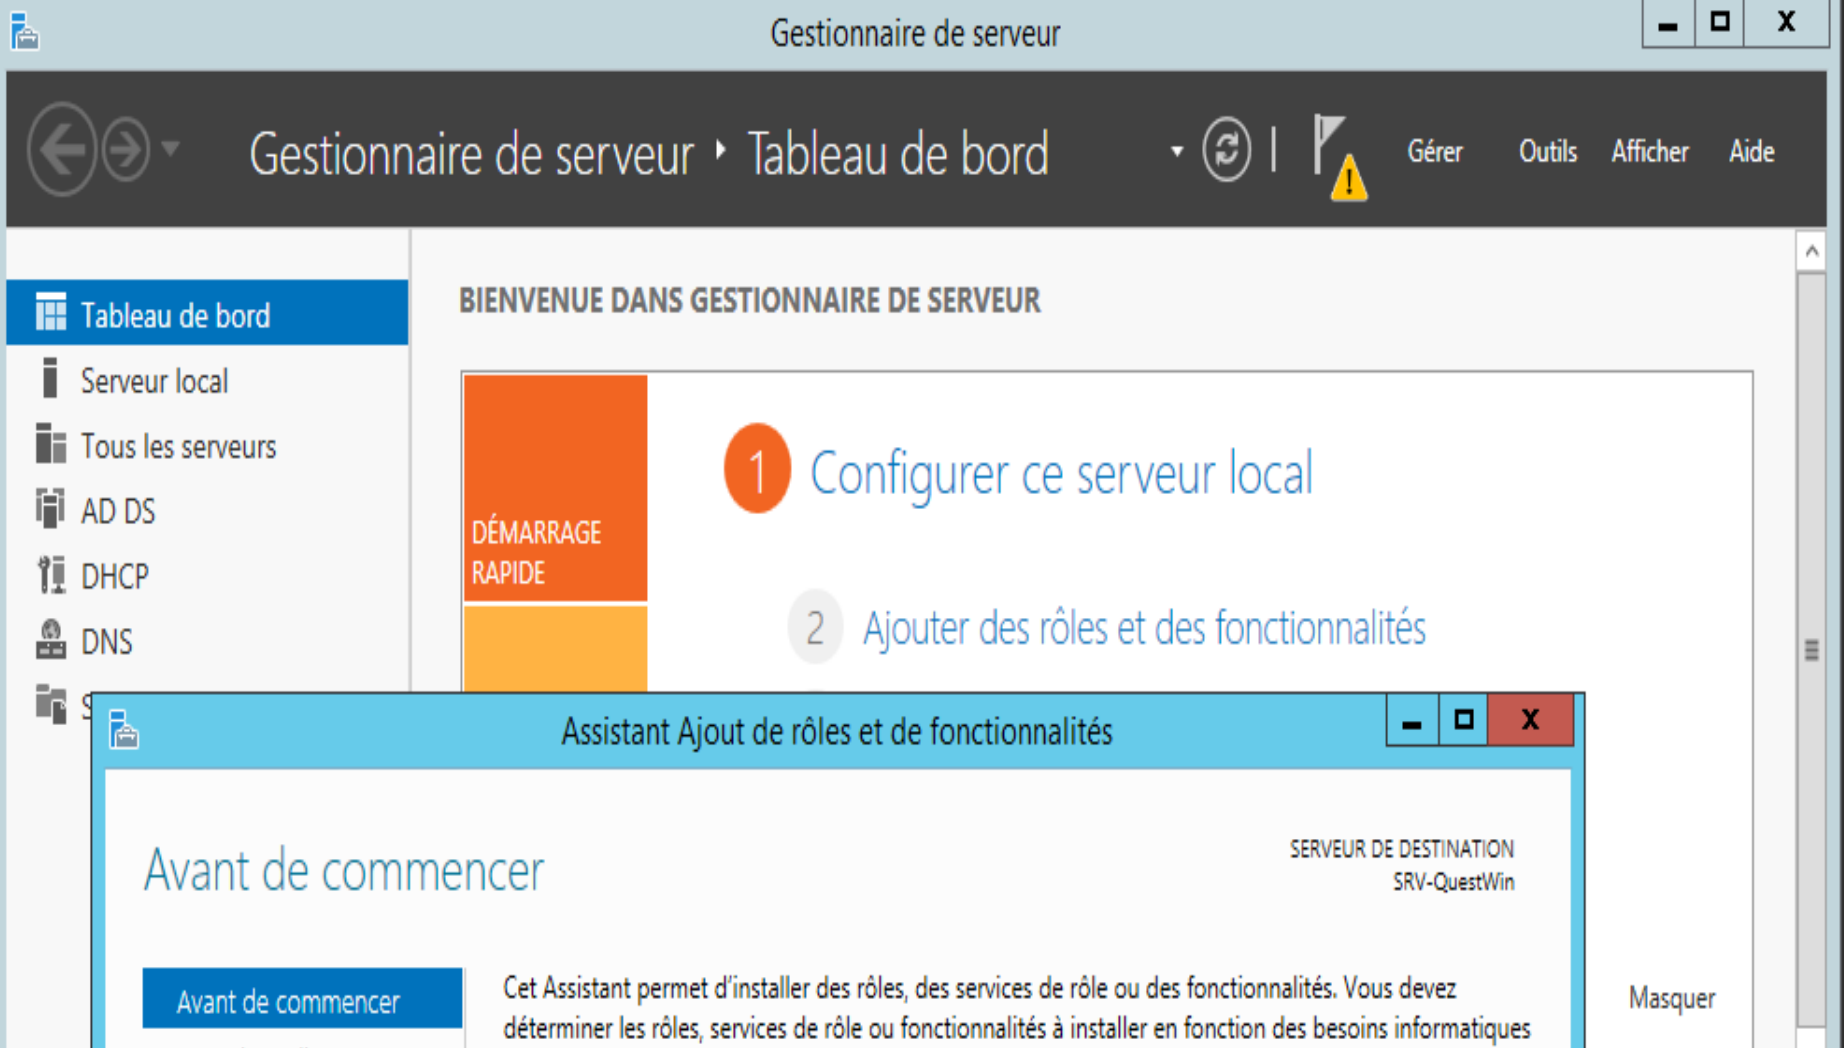 Gestionnaire de serveur
Gestionnaire de serveur Tableau de bord
Gérer Outils Afficher Aide
Tableau de bord
Serveur local
Tous les serveurs
AD DS
DHCP
DNS
BIENVENUE DANS GESTIONNAIRE DE SERVEUR
DÉMARRAGE
RAPIDE
1 Configurer ce serveur local
2 Ajouter des rôles et des fonctionnalités
Assistant Ajout de rôles et de fonctionnalités
Avant de commencer
SERVEUR DE DESTINATION
SRV-QuestWin
Avant de commencer
Cet Assistant permet d'installer des rôles, des services de rôle ou des fonctionnalités. Vous devez
déterminer les rôles, services de rôle ou fonctionnalités à installer en fonction des besoins informatiques
Masquer